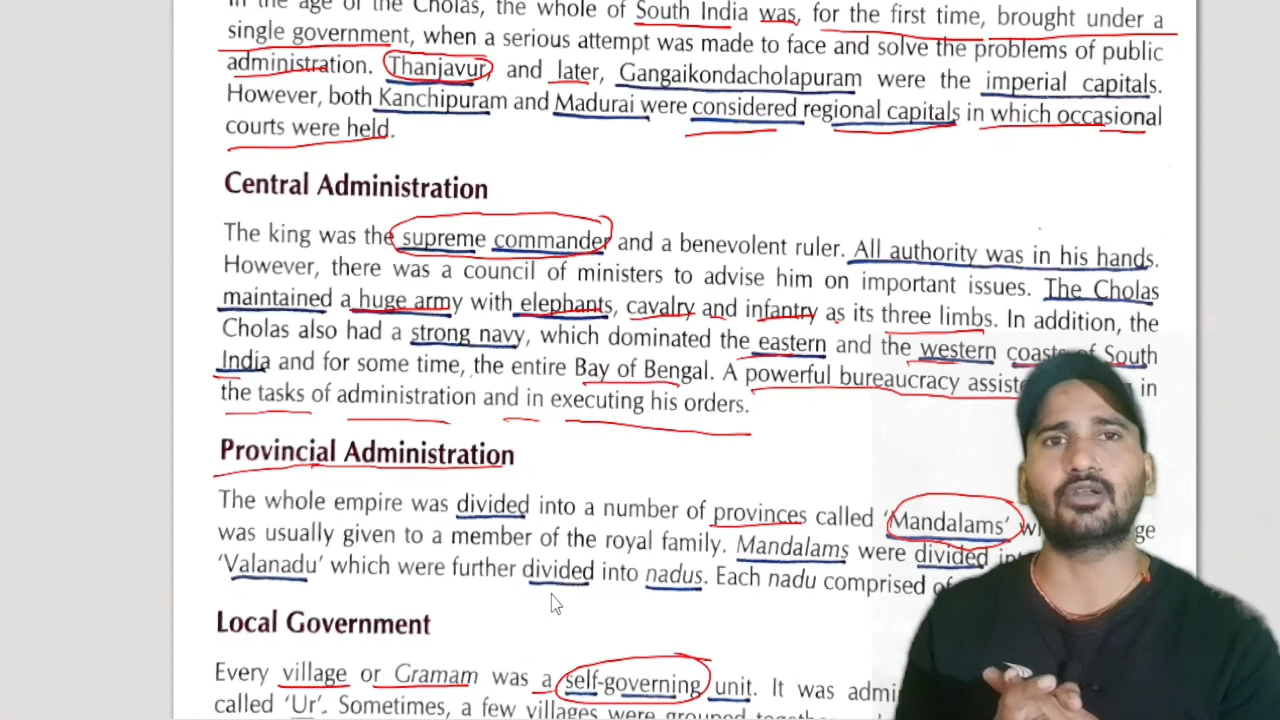 In the age of the Cholas, the whole of South India was, for the first time, brought under a
single government, when a serious attempt was made to face and solve the problems of public
administration. Thanjavur, and later, Gangaikondacholapuram were the imperial capitals.
However, both Kanchipuram and Madurai were considered regional capitals in which occasional
courts were held.
Central Administration
The king was the supreme commander and a benevolent ruler. All authority was in his hands.
However, there was a council of ministers to advise him on important issues. The Cholas
maintained a huge army with elephants, cavalry and infantry as its three limbs. In addition, the
Cholas also had a strong navy, which dominated the eastern and the western coasts of South
India and for some time, the entire Bay of Bengal. A powerful bureaucracy in
the tasks of administration and in executing his orders.
Provincial Administration
The whole empire was divided into a number of provinces called 'Mandalams'
was usually given to a member of the royal family. Mandalams were divided
'Valanadu' which were further divided into nadus. Each nadu comprised
Local Government
Every village or Gramam was a self-governing unit. It was
called 'Ur'. Sometimes, a few villages were grouped together